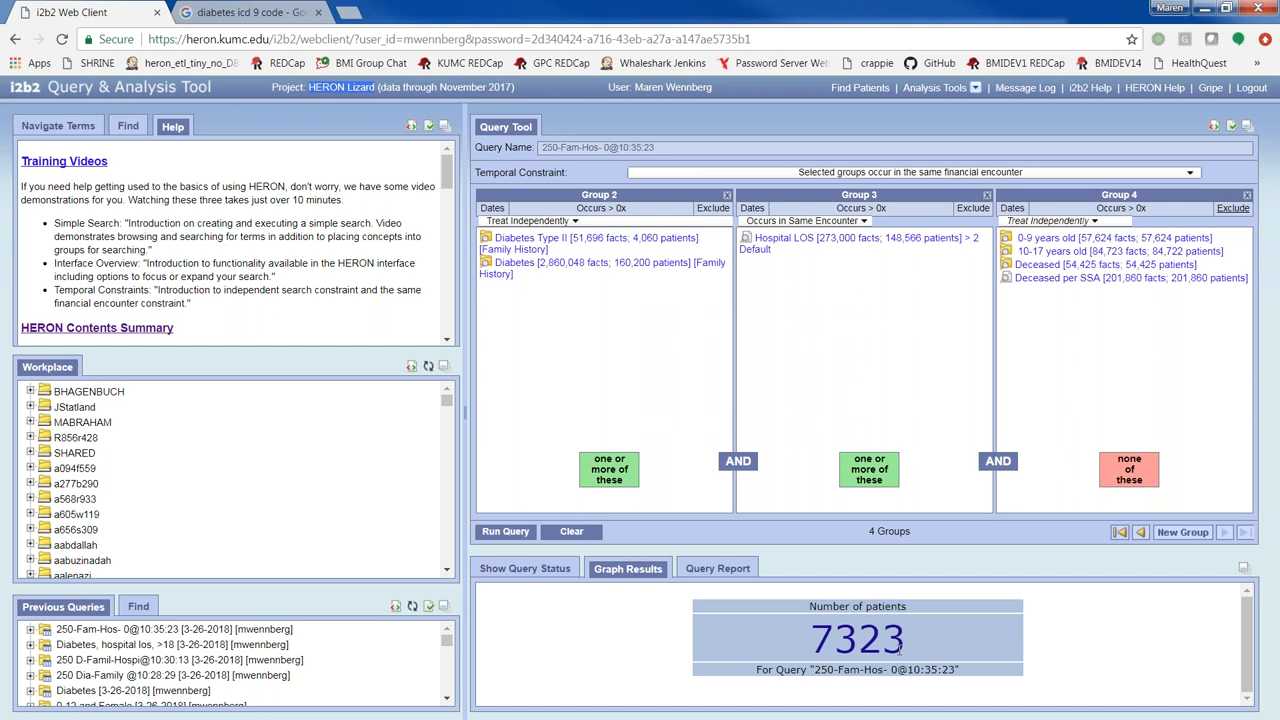 i2b2 Web Client
diabetes icd 9 code - Go
Maren
Secure
https://heron.kumc.edu/i2b2/webclient/?user_id=mwennberg&password=2d340424-a716-43eb-a27a-a147ae5735b1
Apps
SHRINE
heron_etl_tiny_no_DB
REDCap
BMI Group Chat
KUMC REDCap
GPC REDCap
Whaleshark Jenkins
Password Server Web
crappie
GitHub
BMIDEV1 REDCap
BMIDEV14
HealthQuest
»
i2b2 Query & Analysis Tool
Project: HERON Lizard (data through November 2017)
User: Maren Wennberg
Find Patients
Analysis Tools
Message Log
i2b2 Help
HERON Help
Gripe
Logout
Navigate Terms
Find
Help
Training Videos
If you need help getting used to the basics of using HERON, don't worry, we have some video
demonstrations for you. Watching these three takes just over 10 minutes.
• Simple Search: "Introduction on creating and executing a simple search. Video
demonstrates browsing and searching for terms in addition to placing concepts into
groups for searching."
• Interface Overview: "Introduction to functionality available in the HERON interface
including options to focus or expand your search."
• Temporal Constraints: "Introduction to independent search constraint and the same
financial encounter constraint."
HERON Contents Summary
Workplace
BHAGENBUCH
JStatland
MABRAHAM
R856r428
SHARED
a094f559
a277b290
a568r933
a605w119
a656s309
aabdallah
aabuzinadah
aalenazi
Previous Queries
Find
250-Fam-Hos- 0@10:35:23 [3-26-2018] [mwennberg]
Diabetes, hospital los, >18 [3-26-2018] [mwennberg]
250 D-Famil-Hospi@10:30:13 [3-26-2018] [mwennberg]
250 Dia-Family @10:28:29 [3-26-2018] [mwennberg]
Diabetes [3-26-2018] [mwennberg]
0-12 and Female [3-26-2018] [mwennberg]
Query Tool
Query Name:
250-Fam-Hos- 0@10:35:23
Temporal Constraint:
Selected groups occur in the same financial encounter
Group 2
Dates
Occurs > 0x
Exclude
Treat Independently
Diabetes Type II [51,696 facts; 4,060 patients]
[Family History]
Diabetes [2,860,048 facts; 160,200 patients] [Family
History]
one or
more of
these
AND
Group 3
Dates
Occurs > 0x
Exclude
Occurs in Same Encounter
Hospital LOS [273,000 facts; 148,566 patients] > 2
Default
one or
more of
these
AND
Group 4
Dates
Occurs > 0x
Exclude
Treat Independently
0-9 years old [57,624 facts; 57,624 patients]
10-17 years old [84,723 facts; 84,722 patients]
Deceased [54,425 facts; 54,425 patients]
Deceased per SSA [201,860 facts; 201,860 patients]
none
of
these
Run Query
Clear
4 Groups
New Group
Show Query Status
Graph Results
Query Report
Number of patients
7323
For Query "250-Fam-Hos- 0@10:35:23"